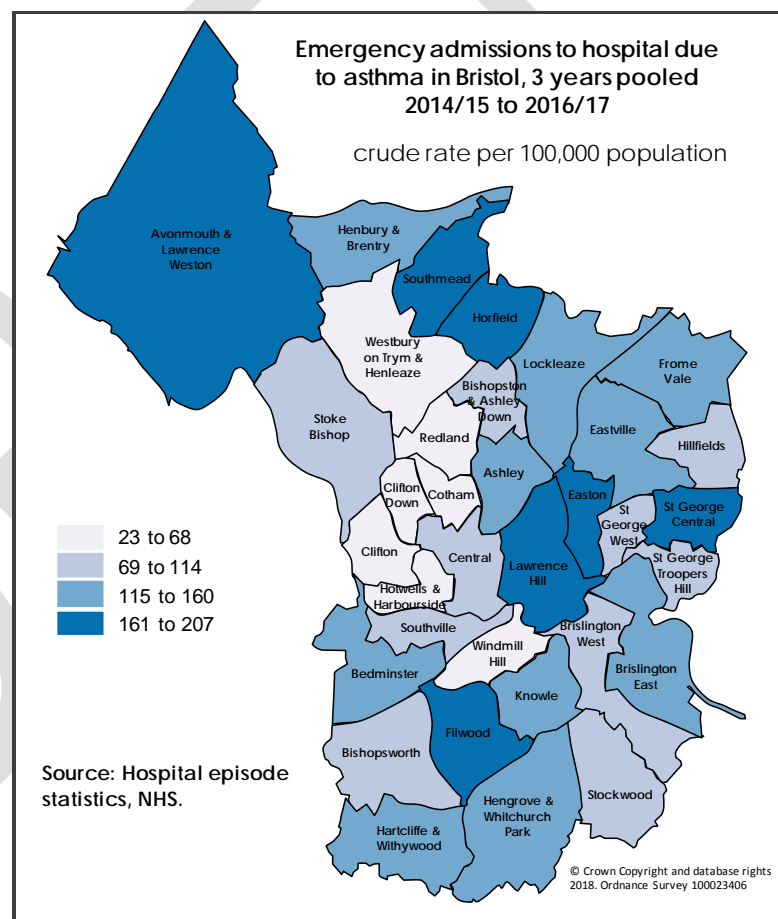 Emergency admissions to hospital due
to asthma in Bristol, 3 years pooled
2014/15 to 2016/17
crude rate per 100,000 population
Avonmouth &
Lawrence
Weston
Henbury &
Brentry
Southmead
Horfield
Westbury
on Trym &
Henleaze
Lockleaze
Frome
Vale
Bishopston
& Ashley
Down
Stoke
Bishop
Redland
Eastville
Hillfields
Ashley
Clifton
Down
Cotham
Easton
St
George
West
St George
Central
Clifton
Central
Lawrence
Hill
St George
Troopers
Hill
Hotwells &
Harbourside
Southville
Windmill
Hill
Brislington
West
Brislington
East
Bedminster
Knowle
Filwood
Bishopsworth
Stockwood
Hengrove &
Whitchurch
Park
Hartcliffe &
Withywood
23 to 68
69 to 114
115 to 160
161 to 207
Source: Hospital episode
statistics, NHS.
© Crown Copyright and database rights
2018. Ordnance Survey 100023406